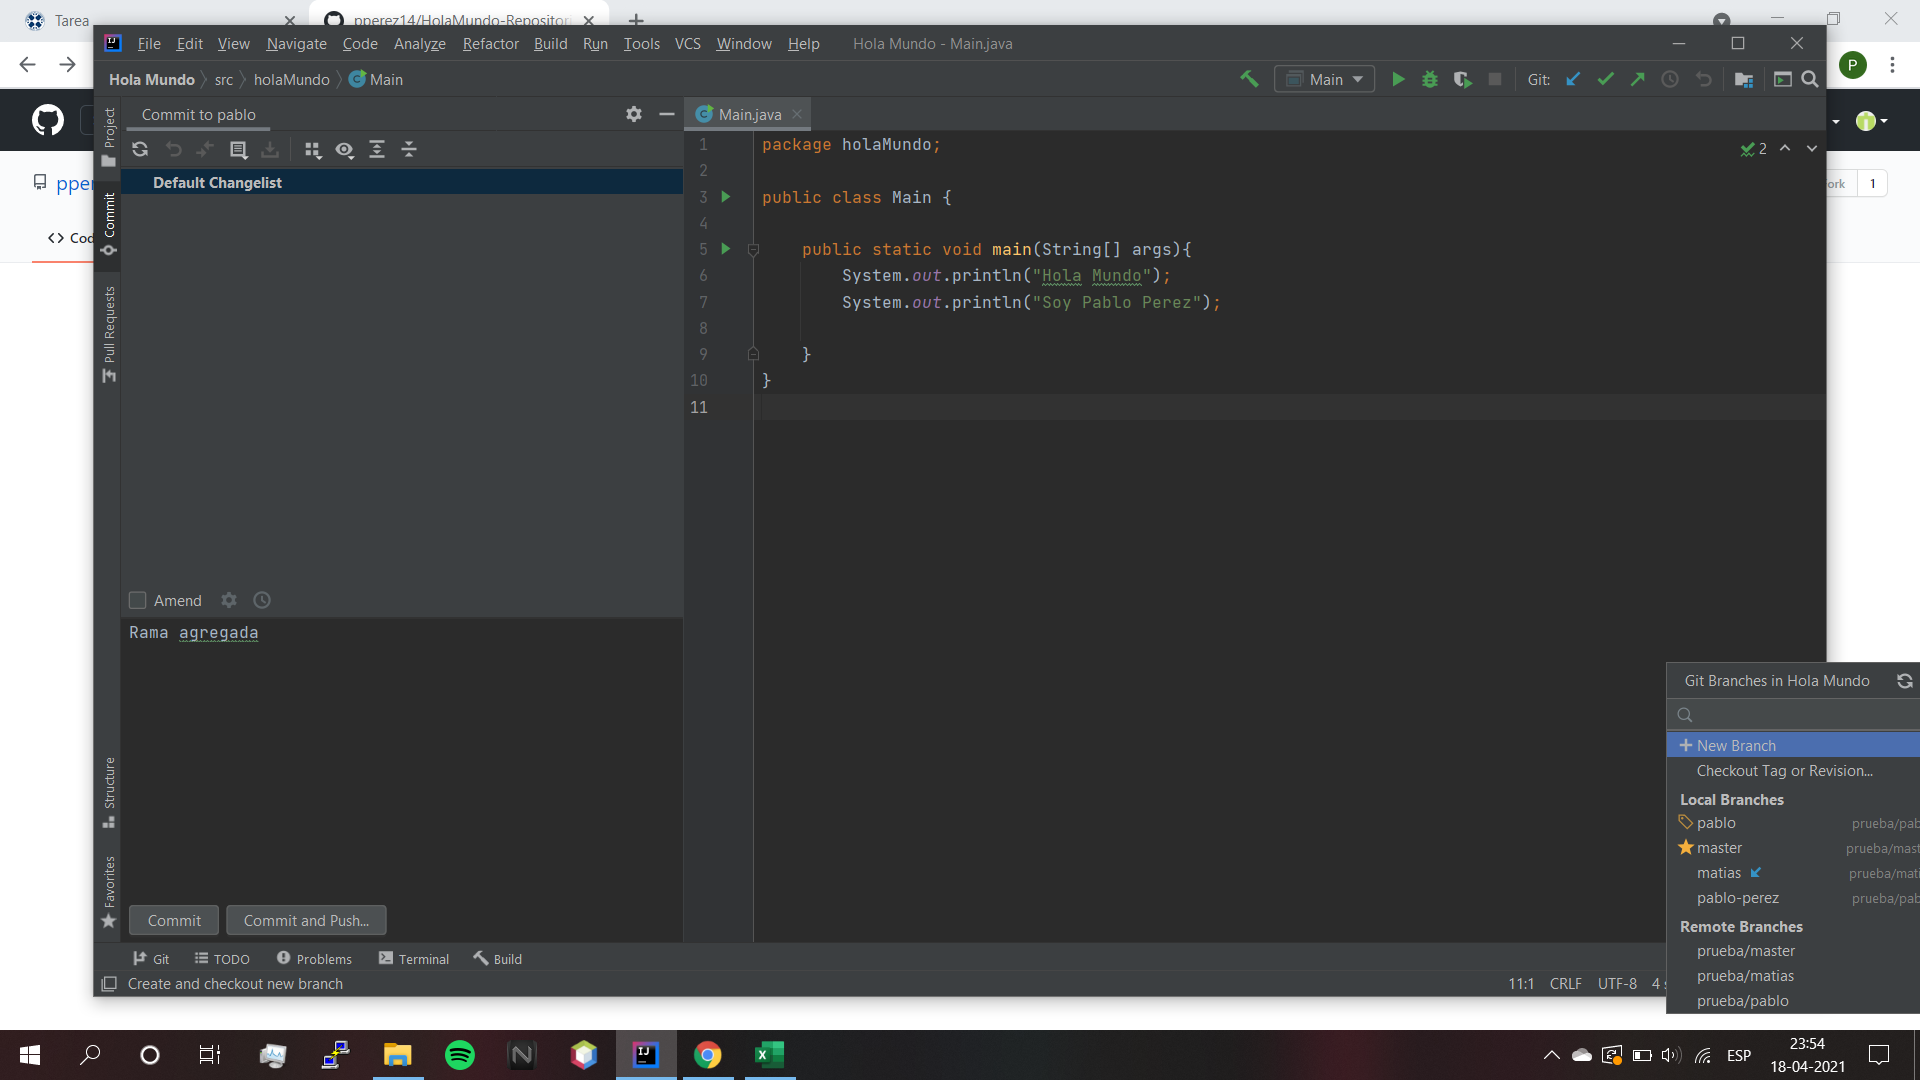 Tarea
pperez14/HolaMundo-Repositori
File Edit View Navigate Code Analyze Refactor Build Run Tools VCS Window Help Hola Mundo - Main.java
P
Hola Mundo src holaMundo Main
Main Git:
Project
Commit
Pull Requests
Structure
Favorites
Commit to pablo
Main.java
Default Changelist
1 package holaMundo;
2
3 public class Main {
4
5 public static void main(String[] args){
6 System.out.println("Hola Mundo");
7 System.out.println("Soy Pablo Perez");
8
9 }
10 }
11
2
pper
ork 1
<> Cod
Amend
Rama agregada
Commit Commit and Push...
Git Branches in Hola Mundo
New Branch
Checkout Tag or Revision...
Local Branches
pablo prueba/pab
master prueba/mast
matias prueba/mati
pablo-perez prueba/pab
Remote Branches
prueba/master
prueba/matias
prueba/pablo
Git TODO Problems Terminal Build
Create and checkout new branch
11:1 CRLF UTF-8 4 s
IJ
N
X
ESP
23:54
18-04-2021